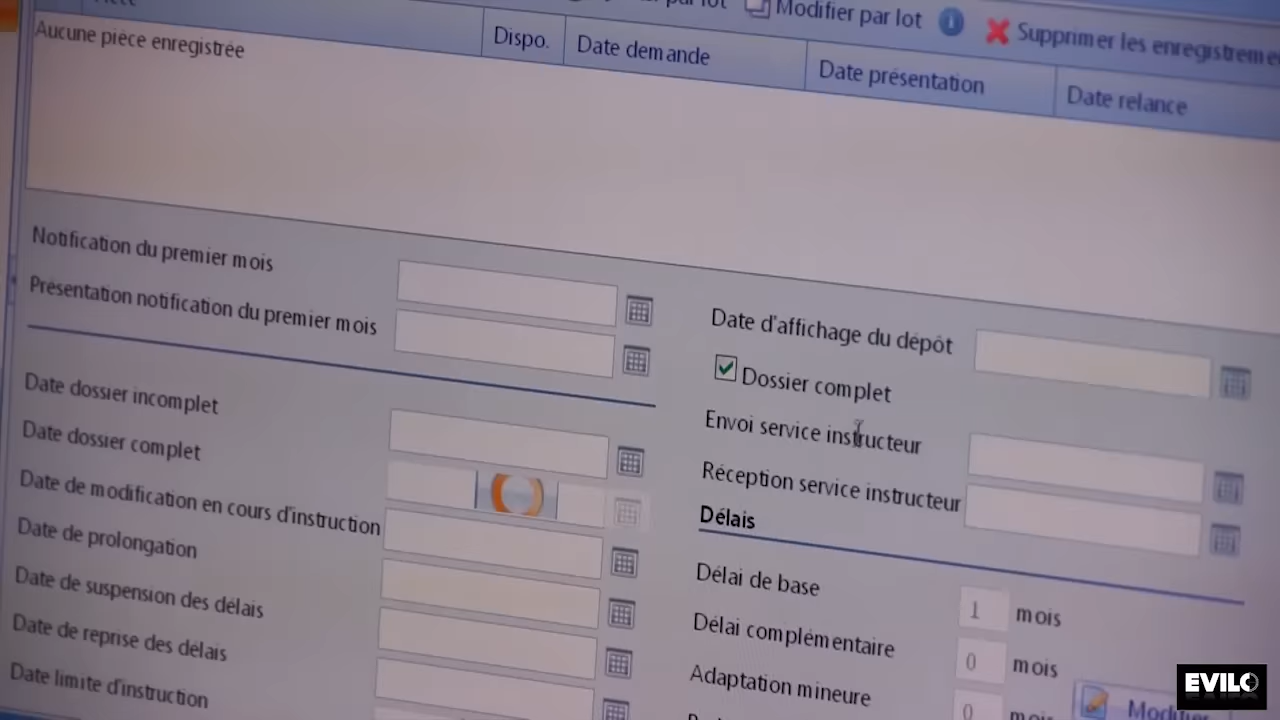 par lot
Modifier par lot
Supprimer les
Dispo.
Date demande
Date présentation
Date relance
Aucune pièce enregistrée
Notification du premier mois
Présentation notification du premier mois
Date dossier incomplet
Date dossier complet
Date de modification en cours d'instruction
Date de prolongation
Date de suspension des délais
Date de reprise des délais
Date limite d'instruction
Date d'affichage du dépôt
Dossier complet
Envoi service instructeur
Réception service instructeur
Délais
Délai de base 1 mois
Délai complémentaire 0 mois
Adaptation mineure 0 mois
EVILO